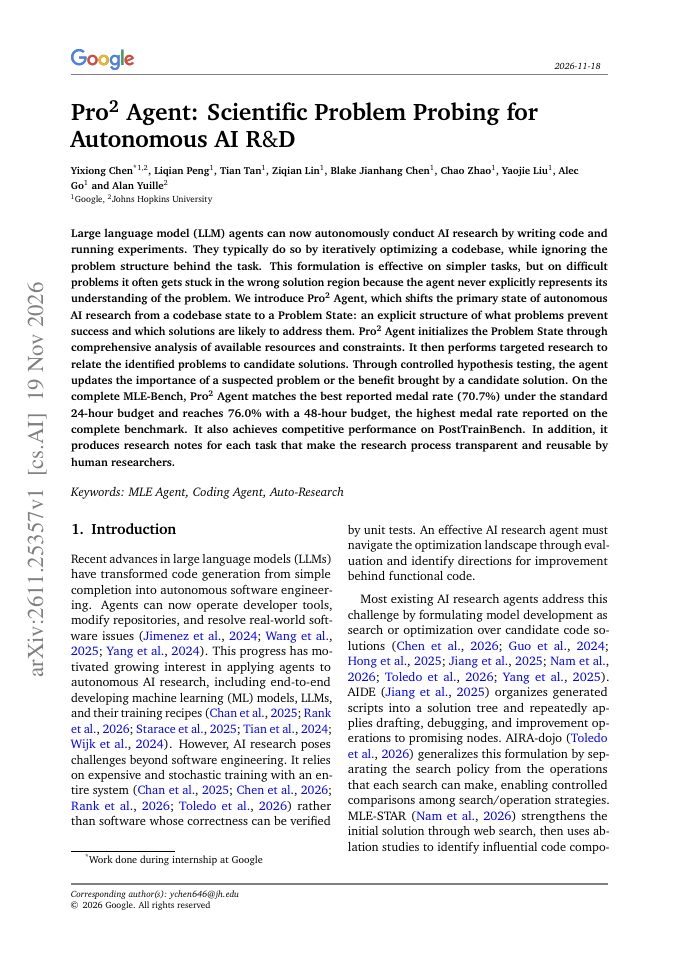 Google
2026-11-18
Pro² Agent: Scientific Problem Probing for
Autonomous AI R&D
Yixiong Chen*1,2, Liqian Peng1, Tian Tan1, Ziqian Lin1, Blake Jianhang Chen1, Chao Zhao1, Yaojie Liu1, Alec
Go1 and Alan Yuille2
1Google, 2Johns Hopkins University
Large language model (LLM) agents can now autonomously conduct AI research by writing code and
running experiments. They typically do so by iteratively optimizing a codebase, while ignoring the
problem structure behind the task. This formulation is effective on simpler tasks, but on difficult
problems it often gets stuck in the wrong solution region because the agent never explicitly represents its
understanding of the problem. We introduce Pro² Agent, which shifts the primary state of autonomous
AI research from a codebase state to a Problem State: an explicit structure of what problems prevent
success and which solutions are likely to address them. Pro² Agent initializes the Problem State through
comprehensive analysis of available resources and constraints. It then performs targeted research to
relate the identified problems to candidate solutions. Through controlled hypothesis testing, the agent
updates the importance of a suspected problem or the benefit brought by a candidate solution. On the
complete MLE-Bench, Pro² Agent matches the best reported medal rate (70.7%) under the standard
24-hour budget and reaches 76.0% with a 48-hour budget, the highest medal rate reported on the
complete benchmark. It also achieves competitive performance on PostTrainBench. In addition, it
produces research notes for each task that make the research process transparent and reusable by
human researchers.
Keywords: MLE Agent, Coding Agent, Auto-Research
1. Introduction
Recent advances in large language models (LLMs)
have transformed code generation from simple
completion into autonomous software engineer-
ing. Agents can now operate developer tools,
modify repositories, and resolve real-world soft-
ware issues (Jimenez et al., 2024; Wang et al.,
2025; Yang et al., 2024). This progress has mo-
tivated growing interest in applying agents to
autonomous AI research, including end-to-end
developing machine learning (ML) models, LLMs,
and their training recipes (Chan et al., 2025; Rank
et al., 2026; Starace et al., 2025; Tian et al., 2024;
Wijk et al., 2024). However, AI research poses
challenges beyond software engineering. It relies
on expensive and stochastic training with an en-
tire system (Chan et al., 2025; Chen et al., 2026;
Rank et al., 2026; Toledo et al., 2026) rather
than software whose correctness can be verified
*Work done during internship at Google
by unit tests. An effective AI research agent must
navigate the optimization landscape through eval-
uation and identify directions for improvement
behind functional code.
Most existing AI research agents address this
challenge by formulating model development as
search or optimization over candidate code so-
lutions (Chen et al., 2026; Guo et al., 2024;
Hong et al., 2025; Jiang et al., 2025; Nam et al.,
2026; Toledo et al., 2026; Yang et al., 2025).
AIDE (Jiang et al., 2025) organizes generated
scripts into a solution tree and repeatedly ap-
plies drafting, debugging, and improvement op-
erations to promising nodes. AIRA-dojo (Toledo
et al., 2026) generalizes this formulation by sep-
arating the search policy from the operations
that each search can make, enabling controlled
comparisons among search/operation strategies.
MLE-STAR (Nam et al., 2026) strengthens the
initial solution through web search, then uses ab-
lation studies to identify influential code compo-
Corresponding author(s): ychen646@jh.edu
© 2026 Google. All rights reserved
arXiv:2611.25357v1 [cs.AI] 19 Nov 2026